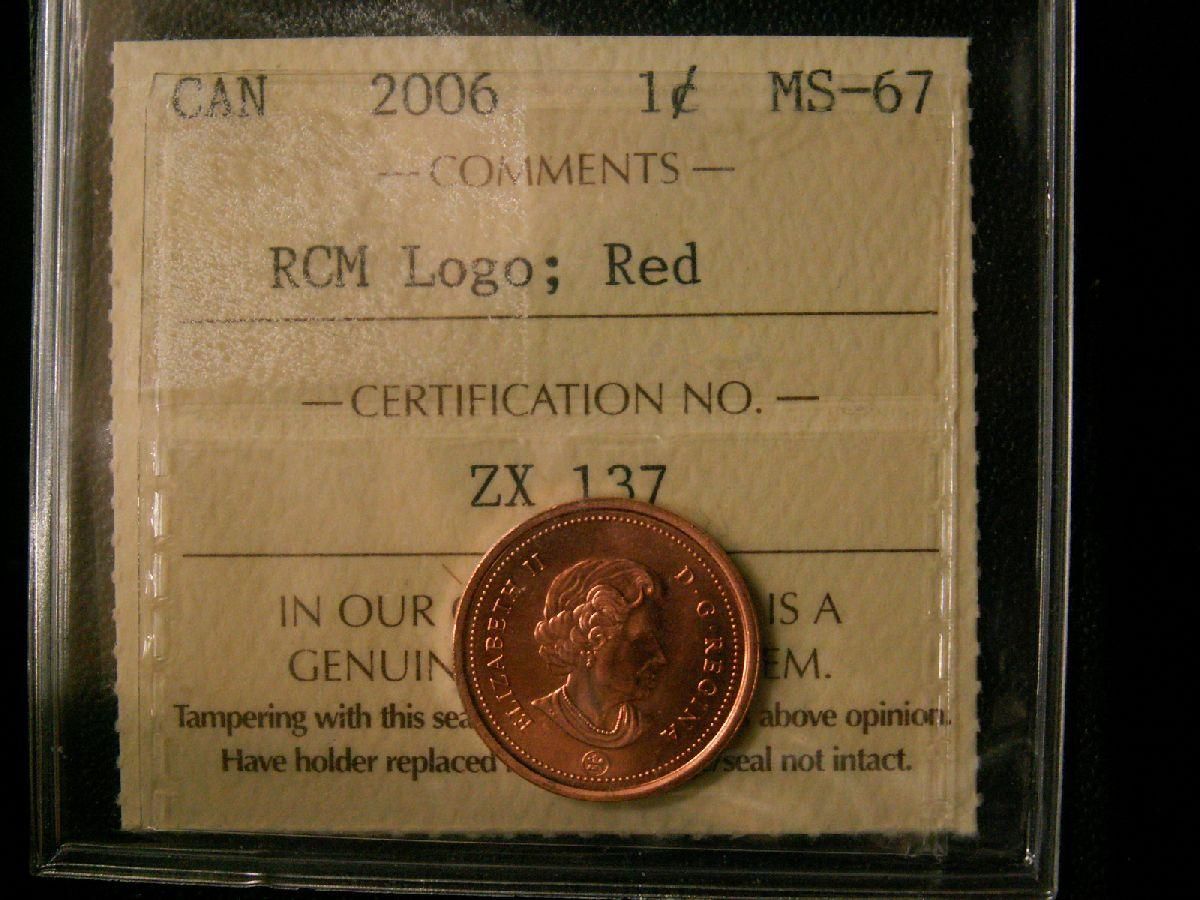 CAN 2006 1¢ MS-67
— COMMENTS —
RCM Logo; Red
— CERTIFICATION NO. —
ZX 137
IN OUR IS A
GENUIN EM.
Tampering with this sea above opinion.
Have holder replaced /seal not intact.
ELIZABETH II D·G·REGINA